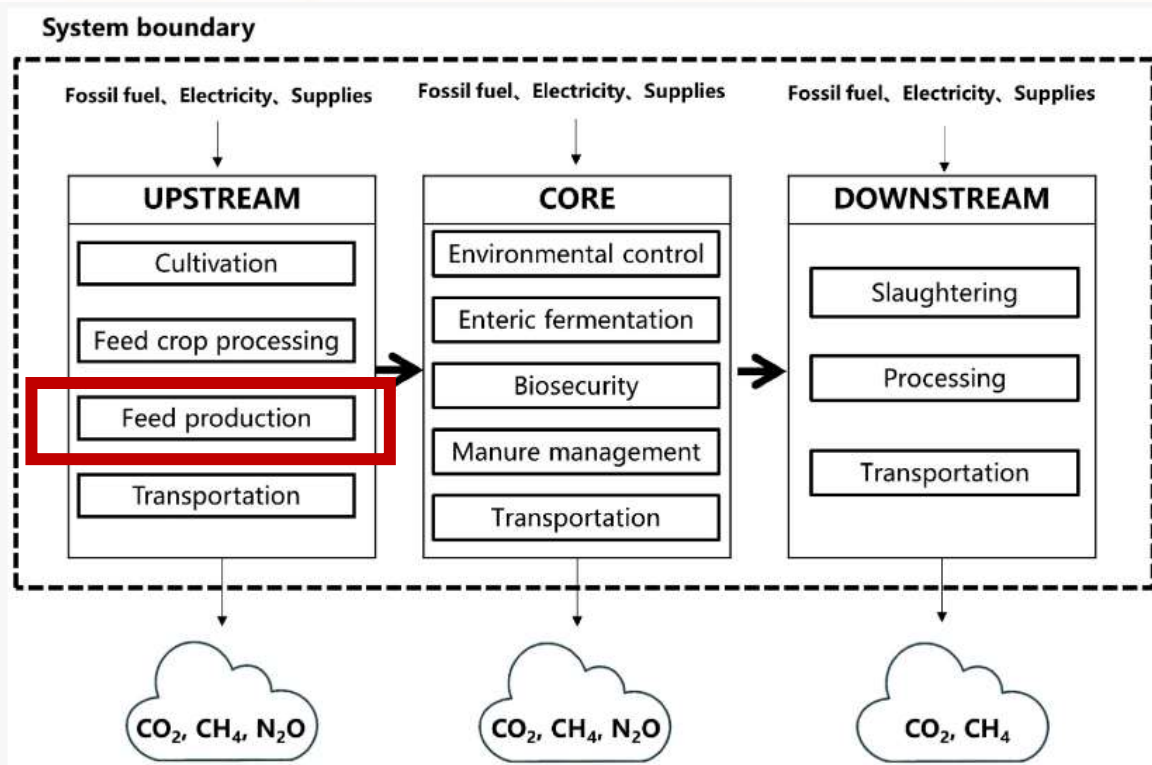 System boundary
Fossil fuel、Electricity、Supplies
Fossil fuel、Electricity、Supplies
Fossil fuel、Electricity、Supplies
UPSTREAM
Cultivation
Feed crop processing
Feed production
Transportation
CORE
Environmental control
Enteric fermentation
Biosecurity
Manure management
Transportation
DOWNSTREAM
Slaughtering
Processing
Transportation
CO₂, CH₄, N₂O
CO₂, CH₄, N₂O
CO₂, CH₄